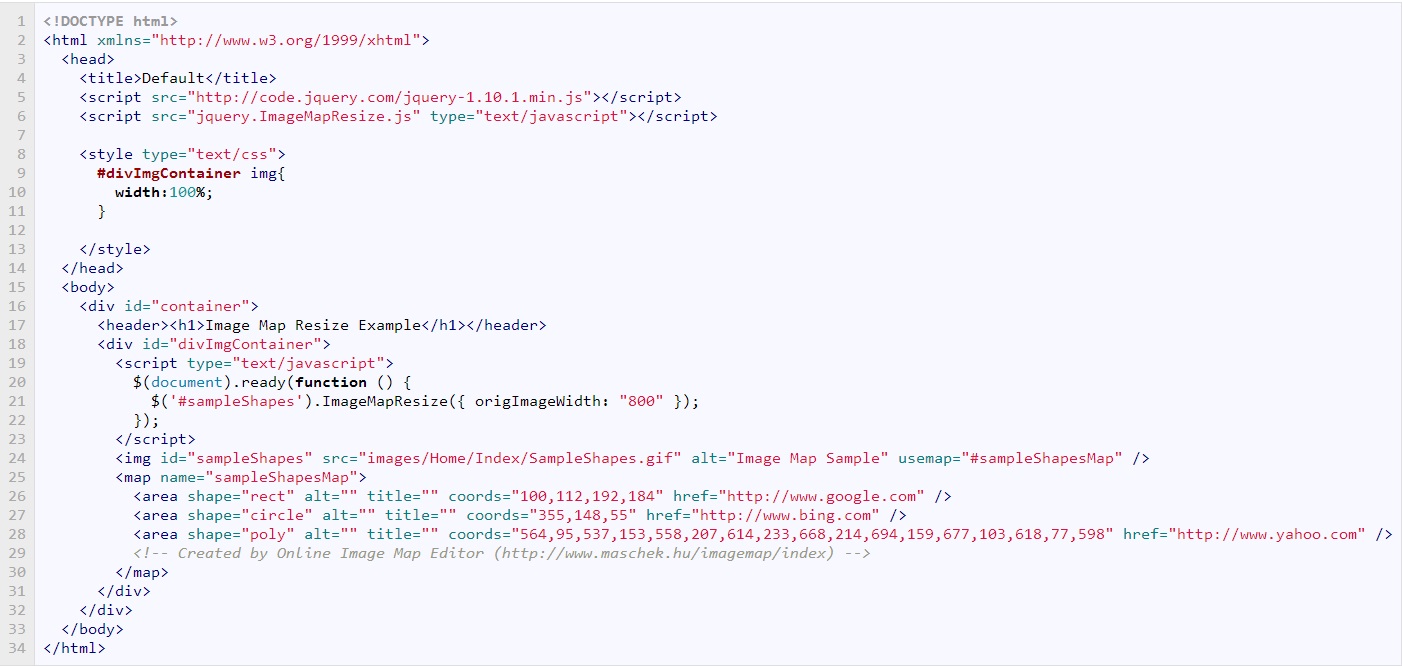 1 <!DOCTYPE html>
2 <html xmlns="http://www.w3.org/1999/xhtml">
3 <head>
4 <title>Default</title>
5 <script src="http://code.jquery.com/jquery-1.10.1.min.js"></script>
6 <script src="jquery.ImageMapResize.js" type="text/javascript"></script>
7
8 <style type="text/css">
9 #divImgContainer img{
10 width:100%;
11 }
12
13 </style>
14 </head>
15 <body>
16 <div id="container">
17 <header><h1>Image Map Resize Example</h1></header>
18 <div id="divImgContainer">
19 <script type="text/javascript">
20 $(document).ready(function () {
21 $('#sampleShapes').ImageMapResize({ origImageWidth: "800" });
22 });
23 </script>
24 <img id="sampleShapes" src="images/Home/Index/SampleShapes.gif" alt="Image Map Sample" usemap="#sampleShapesMap" />
25 <map name="sampleShapesMap">
26 <area shape="rect" alt="" title="" coords="100,112,192,184" href="http://www.google.com" />
27 <area shape="circle" alt="" title="" coords="355,148,55" href="http://www.bing.com" />
28 <area shape="poly" alt="" title="" coords="564,95,537,153,558,207,614,233,668,214,694,159,677,103,618,77,598" href="http://www.yahoo.com" />
29 <!-- Created by Online Image Map Editor (http://www.maschek.hu/imagemap/index) -->
30 </map>
31 </div>
32 </div>
33 </body>
34 </html>